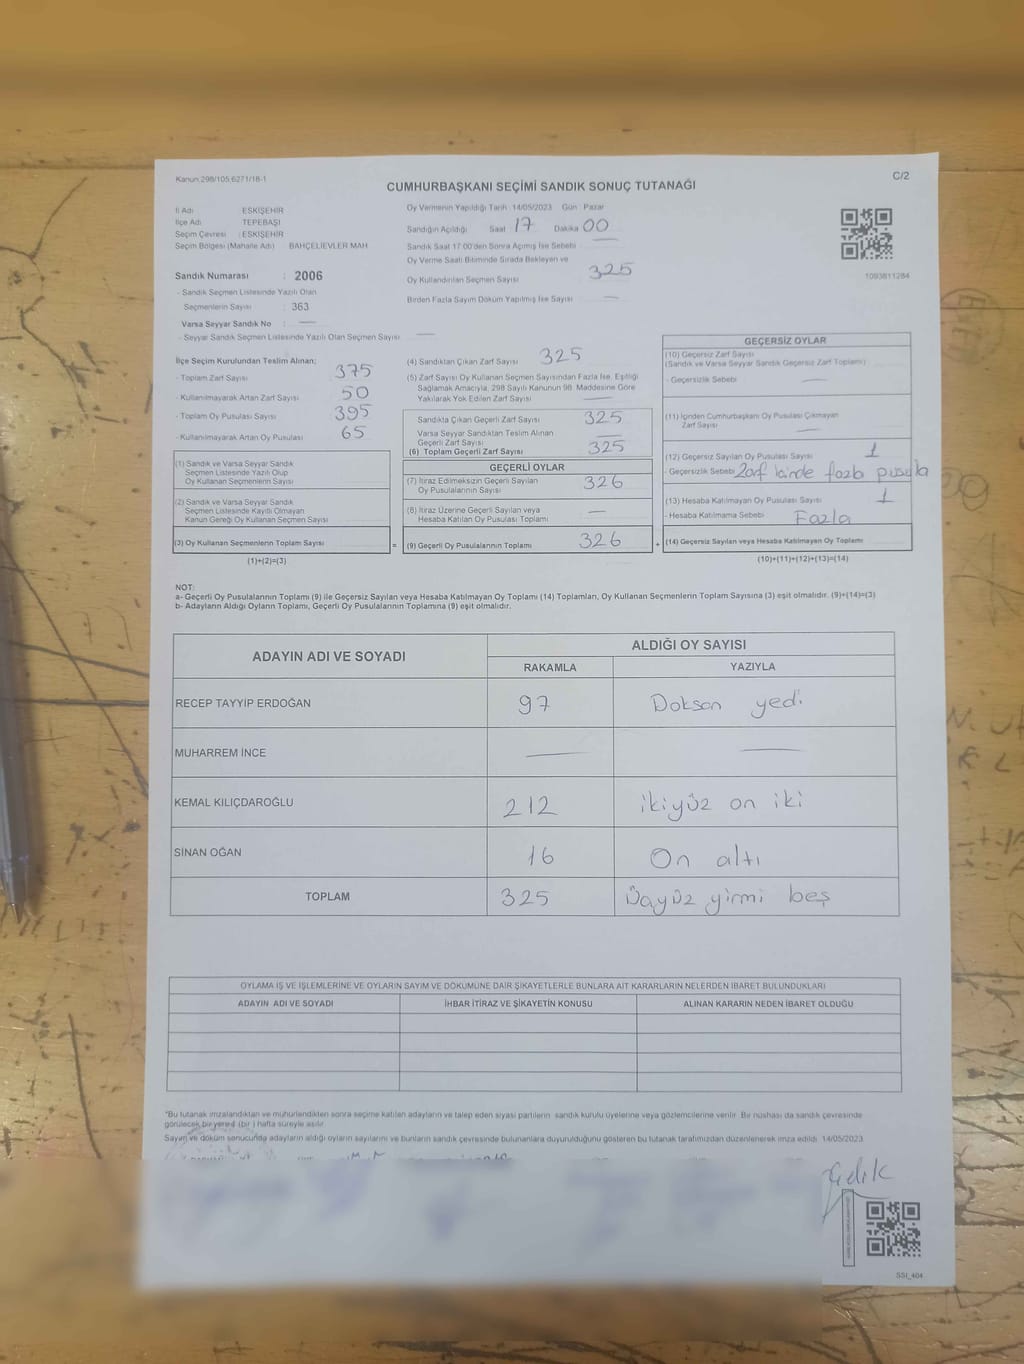 Kanun:298/105,6271/18-1
C/2
CUMHURBAŞKANI SEÇİMİ SANDIK SONUÇ TUTANAĞI
İl Adı : ESKİŞEHİR
İlçe Adı : TEPEBAŞI
Seçim Çevresi : ESKİŞEHİR
Seçim Bölgesi (Mahalle Adı) BAHÇELİEVLER MAH
Sandık Numarası : 2006
- Sandık Seçmen Listesinde Yazılı Olan
Seçmenlerin Sayısı : 363
Varsa Seyyar Sandık No : —
- Seyyar Sandık Seçmen Listesinde Yazılı Olan Seçmen Sayısı —
Oy Vermenin Yapıldığı Tarih :14/05/2023 Gün : Pazar
Sandığın Açıldığı Saat 17 Dakika 00
Sandık Saat 17:00'den Sonra Açılmış İse Sebebi —
Oy Verme Saati Bitiminde Sırada Bekleyen ve
Oy Kullandırılan Seçmen Sayısı 325
Birden Fazla Sayım Döküm Yapılmış İse Sayısı —
1093811284
İlçe Seçim Kurulundan Teslim Alınan;
- Toplam Zarf Sayısı 375
- Kullanılmayarak Artan Zarf Sayısı 50
- Toplam Oy Pusulası Sayısı 395
- Kullanılmayarak Artan Oy Pusulası 65
(1) Sandık ve Varsa Seyyar Sandık
Seçmen Listesinde Yazılı Olup
Oy Kullanan Seçmenlerin Sayısı
(2) Sandık ve Varsa Seyyar Sandık
Seçmen Listesinde Kayıtlı Olmayan
Kanun Gereği Oy Kullanan Seçmen Sayısı
(3) Oy Kullanan Seçmenlerin Toplam Sayısı =
(1)+(2)=(3)
(4) Sandıktan Çıkan Zarf Sayısı 325
(5) Zarf Sayısı Oy Kullanan Seçmen Sayısından Fazla İse, Eşitliği
Sağlamak Amacıyla, 298 Sayılı Kanunun 98. Maddesine Göre
Yakılarak Yok Edilen Zarf Sayısı —
Sandıkta Çıkan Geçerli Zarf Sayısı 325
Varsa Seyyar Sandıktan Teslim Alınan
Geçerli Zarf Sayısı —
(6) Toplam Geçerli Zarf Sayısı 325
GEÇERLİ OYLAR
(7) İtiraz Edilmeksizin Geçerli Sayılan
Oy Pusulasının Sayısı 326
(8) İtiraz Üzerine Geçerli Sayılan veya
Hesaba Katılan Oy Pusulası Toplamı —
(9) Geçerli Oy Pusulalarının Toplamı 326 +
GEÇERSİZ OYLAR
(10) Geçersiz Zarf Sayısı
(Sandık ve Varsa Seyyar Sandık Geçersiz Zarf Toplamı)
- Geçersizlik Sebebi —
(11) İçinden Cumhurbaşkanı Oy Pusulası Çıkmayan
Zarf Sayısı —
(12) Geçersiz Sayılan Oy Pusulası Sayısı 1
- Geçersizlik Sebebi Zarf İcinde fazla pusula
(13) Hesaba Katılmayan Oy Pusulası Sayısı 1
- Hesaba Katılmama Sebebi Fazla
(14) Geçersiz Sayılan veya Hesaba Katılmayan Oy Toplamı
(10)+(11)+(12)+(13)=(14)
NOT:
a- Geçerli Oy Pusulalarının Toplamı (9) ile Geçersiz Sayılan veya Hesaba Katılmayan Oy Toplamı (14) Toplamları, Oy Kullanan Seçmenlerin Toplam Sayısına (3) eşit olmalıdır. (9)+(14)=(3)
b- Adayların Aldığı Oyların Toplamı, Geçerli Oy Pusulalarının Toplamına (9) eşit olmalıdır.
ADAYIN ADI VE SOYADI ALDIĞI OY SAYISI
RAKAMLA YAZIYLA
RECEP TAYYİP ERDOĞAN 97 Doksan yedi
MUHARREM İNCE — —
KEMAL KILIÇDAROĞLU 212 ikiyüz on iki
SİNAN OĞAN 16 On altı
TOPLAM 325 Üçyüz yirmi beş
OYLAMA İŞ VE İŞLEMLERİNE VE OYLARIN SAYIM VE DÖKÜMÜNE DAİR ŞİKAYETLERLE BUNLARA AİT KARARLARIN NELERDEN İBARET BULUNDUKLARI
ADAYIN ADI VE SOYADI İHBAR İTİRAZ VE ŞİKAYETİN KONUSU ALINAN KARARIN NEDEN İBARET OLDUĞU
*Bu tutanak imzalandıktan ve mühürlendikten sonra seçime katılan adayların ve talep eden siyasi partilerin sandık kurulu üyelerine veya gözlemcilerine verilir. Bir nüshası da sandık çevresinde
görülecek bir yere 1 (bir) hafta süreyle asılır.
Sayım ve döküm sonucunda adayların aldığı oyların sayılarını ve bunların sandık çevresinde bulunanlara duyurulduğunu gösteren bu tutanak tarafımızdan düzenlenerek imza edildi. 14/05/2023
SSI_404